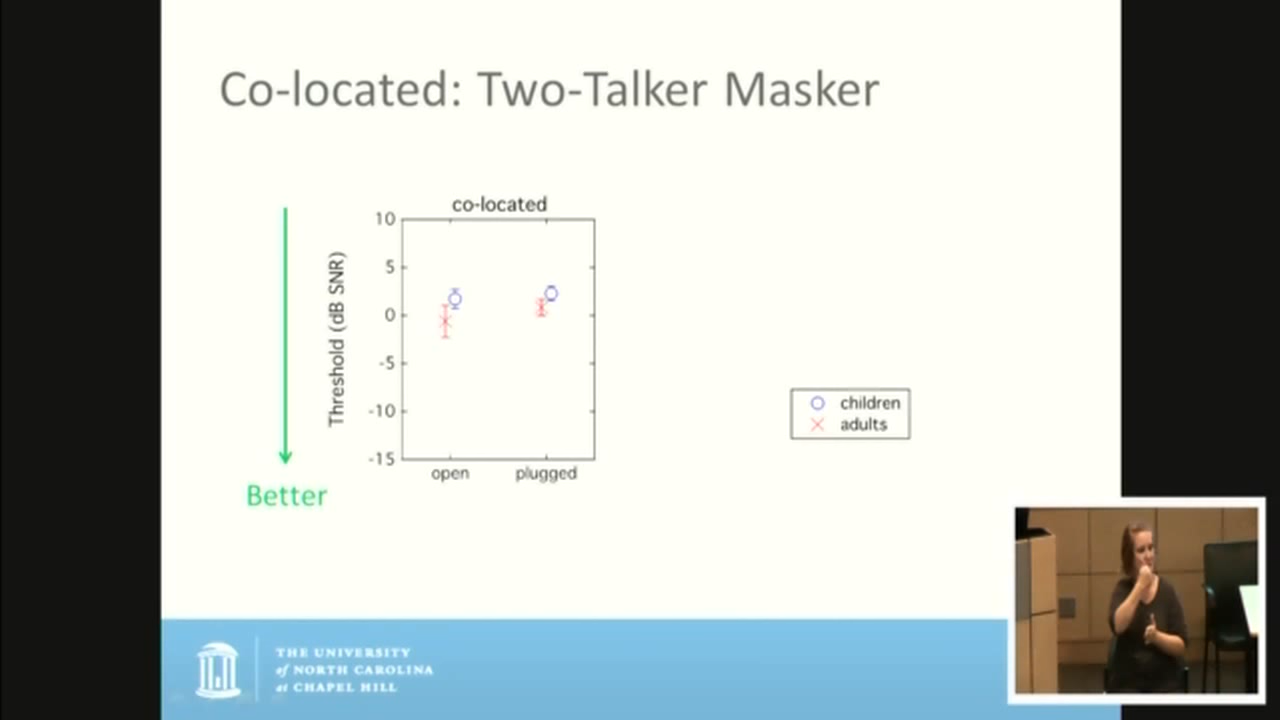 Co-located: Two-Talker Masker
co-located
10
5
0
-5
-10
-15
Threshold (dB SNR)
open plugged
Better
children
adults
THE UNIVERSITY
of NORTH CAROLINA
at CHAPEL HILL